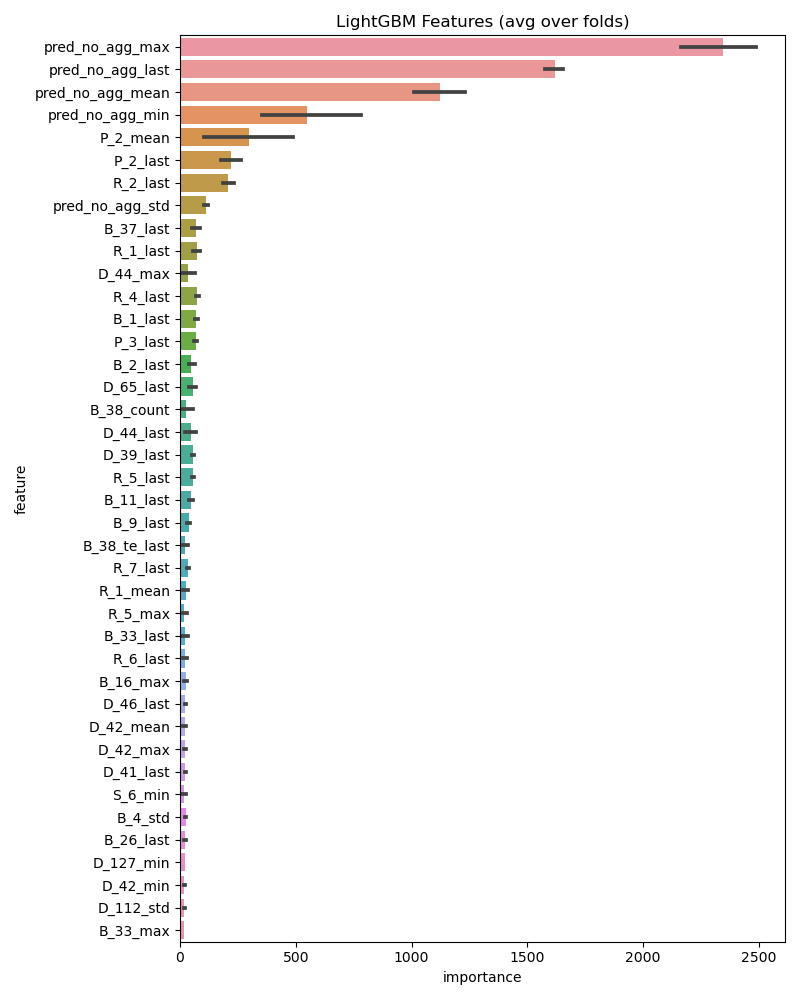 LightGBM Features (avg over folds)
pred_no_agg_max
pred_no_agg_last
pred_no_agg_mean
pred_no_agg_min
P_2_mean
P_2_last
R_2_last
pred_no_agg_std
B_37_last
R_1_last
D_44_max
R_4_last
B_1_last
P_3_last
B_2_last
D_65_last
B_38_count
D_44_last
D_39_last
R_5_last
B_11_last
B_9_last
B_38_te_last
R_7_last
R_1_mean
R_5_max
B_33_last
R_6_last
B_16_max
D_46_last
D_42_mean
D_42_max
D_41_last
S_6_min
B_4_std
B_26_last
D_127_min
D_42_min
D_112_std
B_33_max
feature
0 500 1000 1500 2000 2500
importance